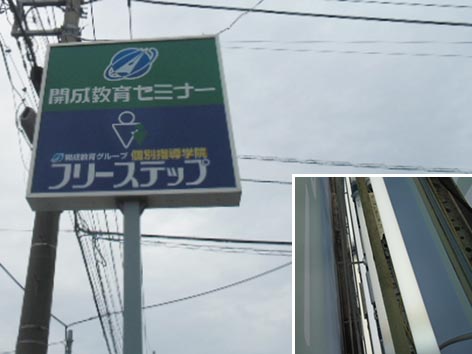 開成教育セミナー
開成教育グループ 個別指導学院
フリーステップ